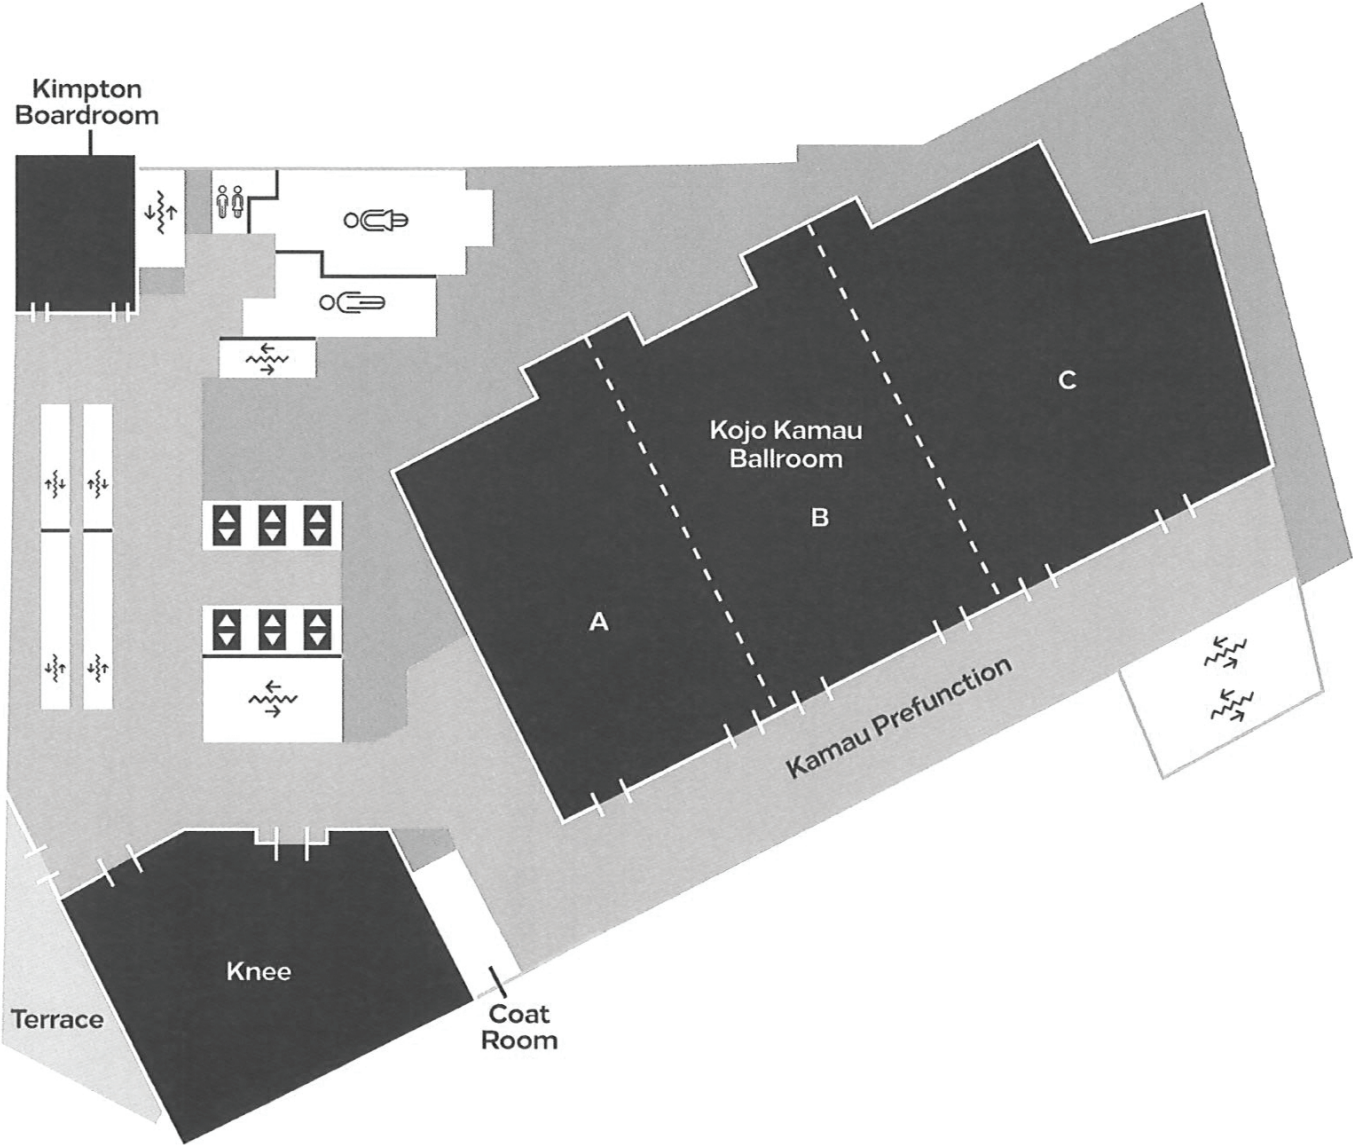 Kimpton
Boardroom
Kojo Kamau
Ballroom
A
B
C
Kamau Prefunction
Knee
Terrace
Coat
Room